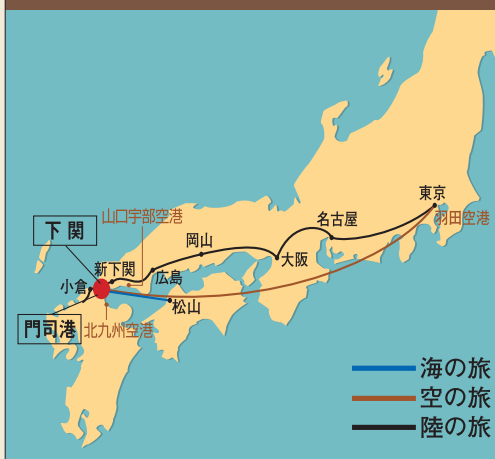 東京
羽田空港
名古屋
山口宇部空港
下関
岡山
大阪
新下関
広島
小倉
松山
門司港
北九州空港
海の旅
空の旅
陸の旅